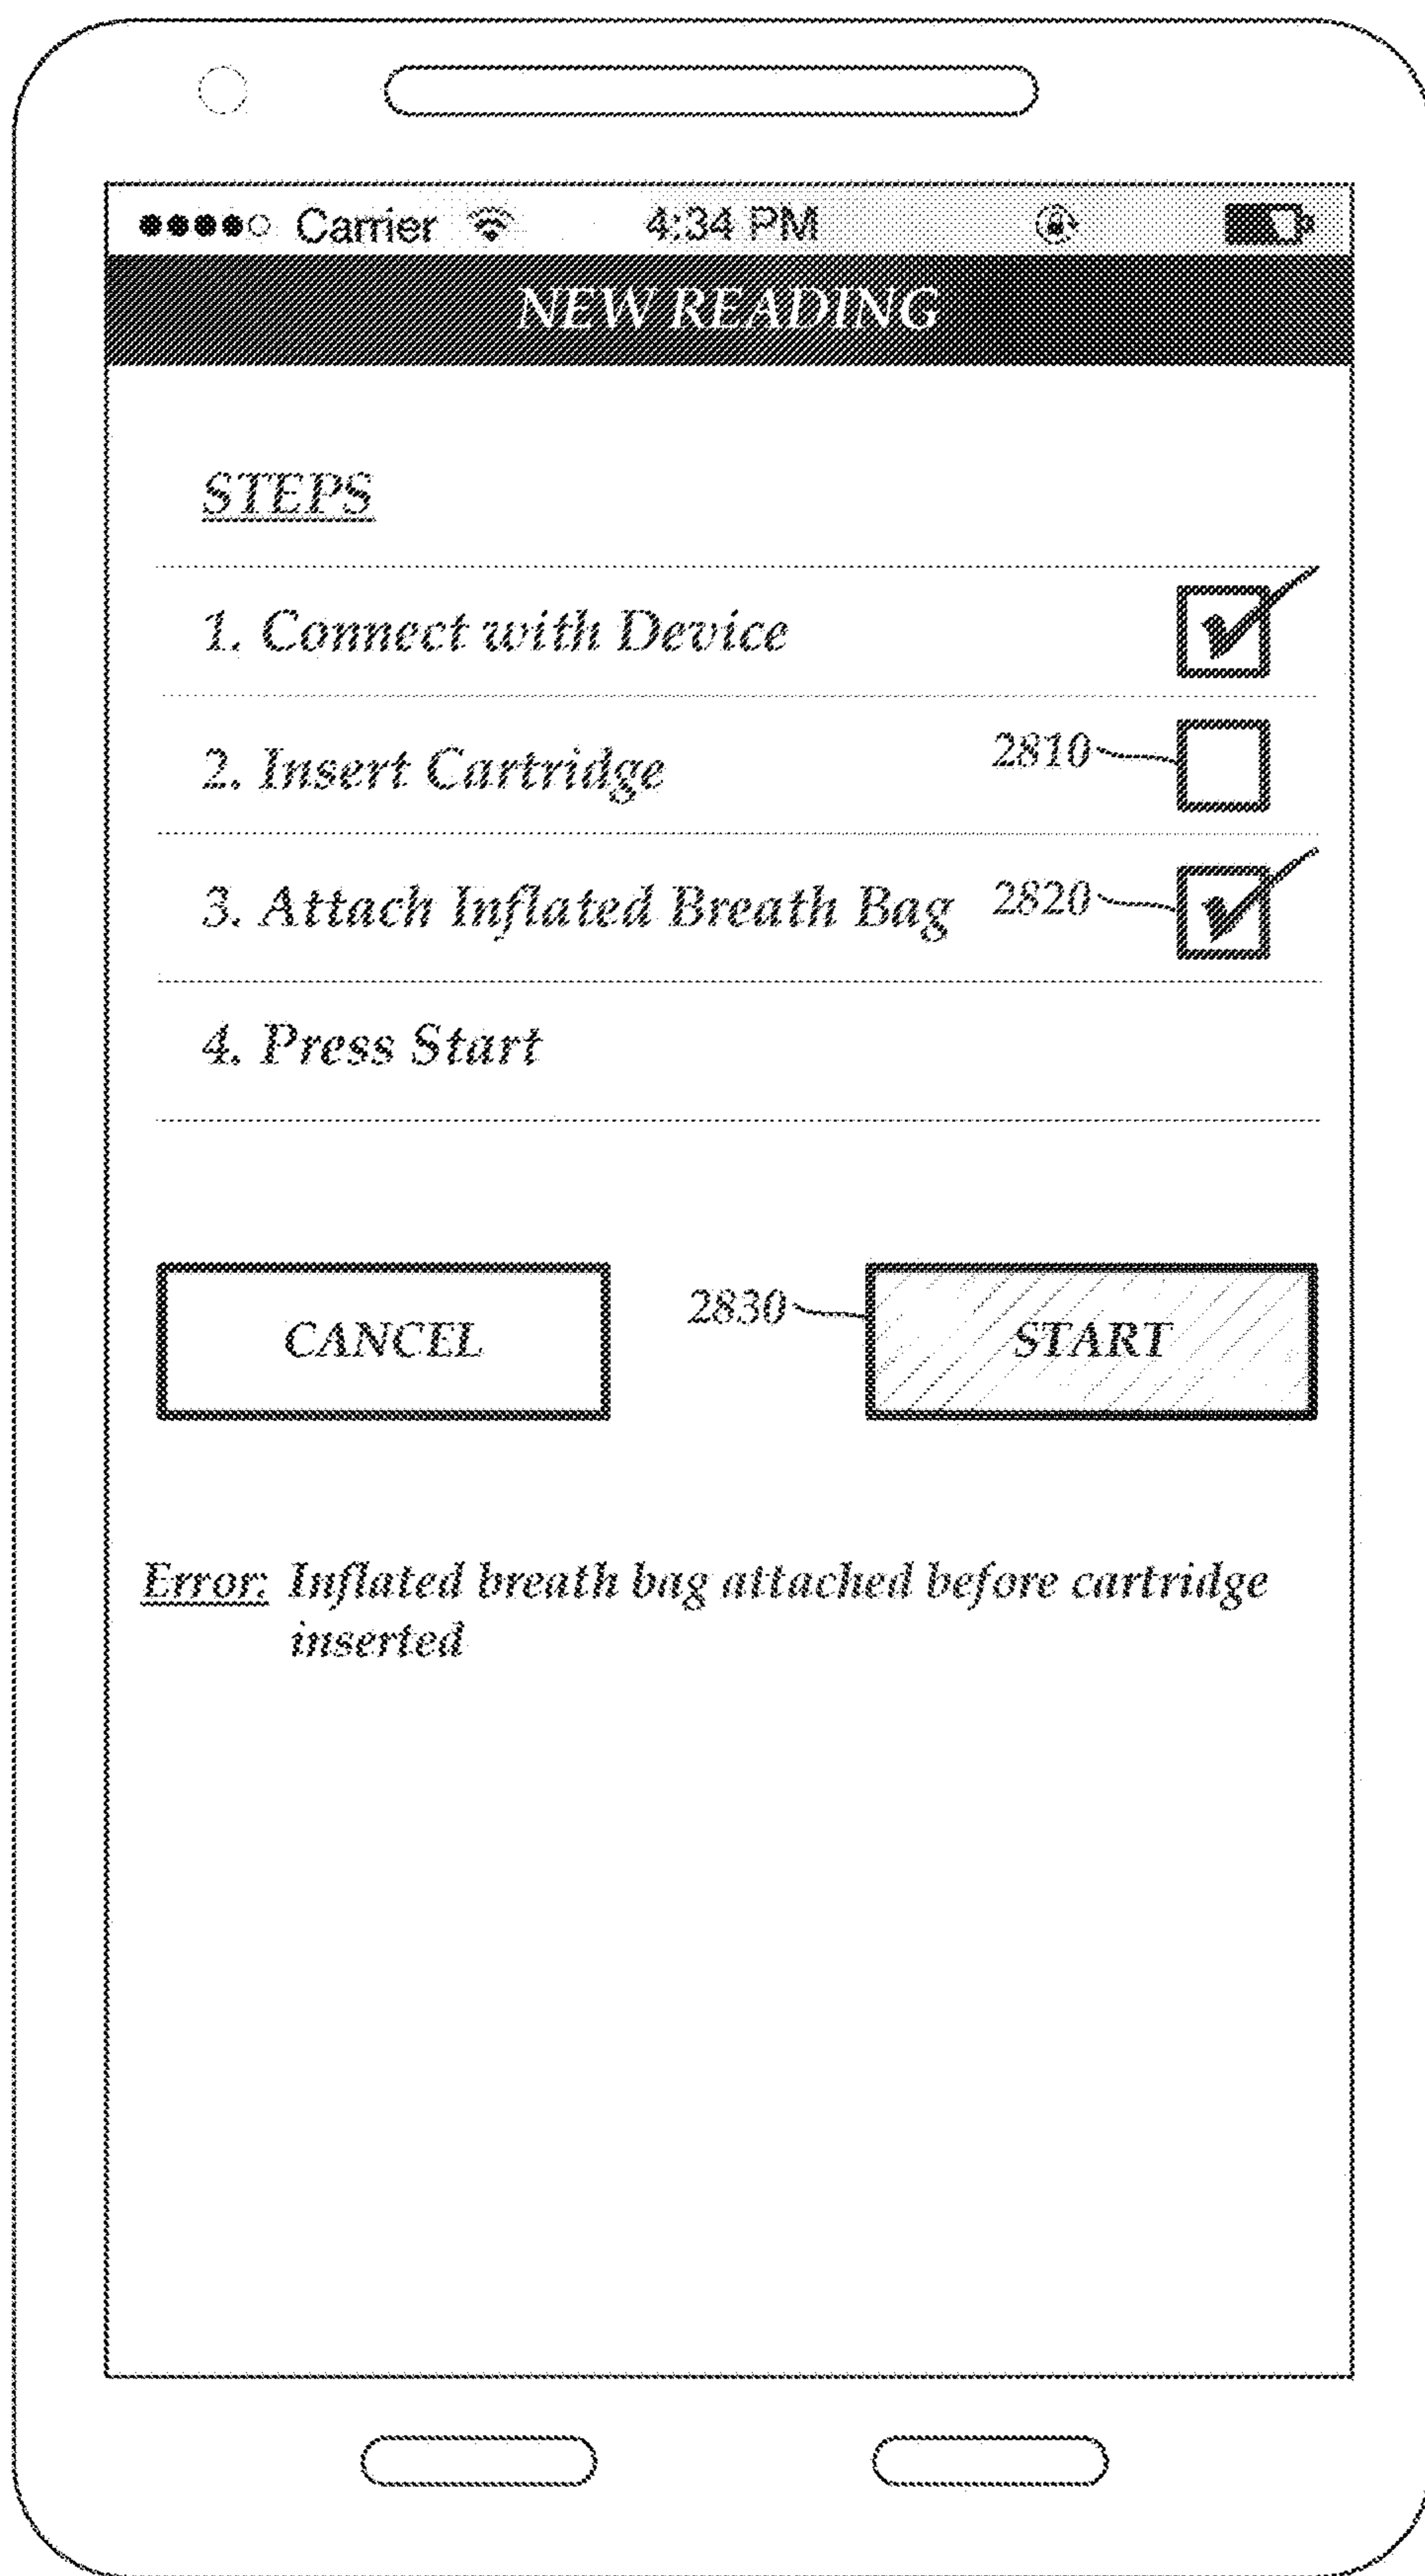 Carrier 4:34 PM
NEW READING
STEPS
1. Connect with Device
2. Insert Cartridge 2810
3. Attach Inflated Breath Bag 2820
4. Press Start
CANCEL 2830 START
Error: Inflated breath bag attached before cartridge
inserted